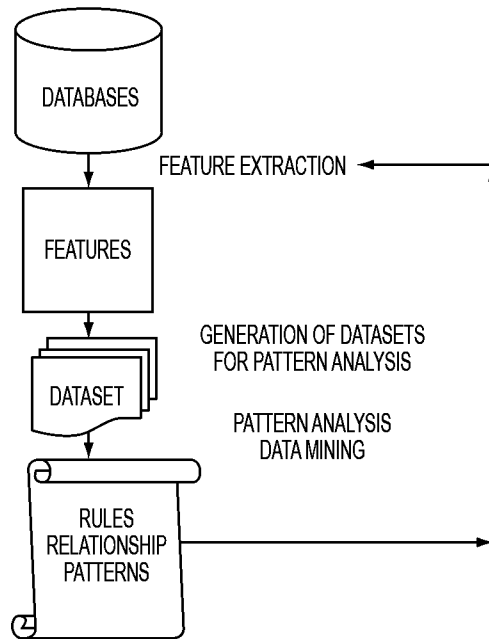 DATABASES
FEATURE EXTRACTION
FEATURES
GENERATION OF DATASETS
FOR PATTERN ANALYSIS
DATASET
PATTERN ANALYSIS
DATA MINING
RULES
RELATIONSHIP
PATTERNS